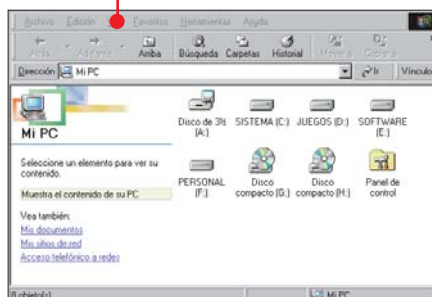 Archivo Edición Favoritos Herramientas Ayuda
Atrás Adelante Arriba Búsqueda Carpetas Historial Mover a Copiar a
Dirección Mi PC Ir Vínculo
Mi PC
Seleccione un elemento para ver su
contenido.
Muestra el contenido de su PC
Vea también:
Mis documentos
Mis sitios de red
Acceso telefónico a redes
Disco de 3½
(A:)
SISTEMA (C:)
JUEGOS (D:)
SOFTWARE
(E:)
PERSONAL
(F:)
Disco
compacto (G:)
Disco
compacto (H:)
Panel de
control
0 objeto(s)
Mi PC